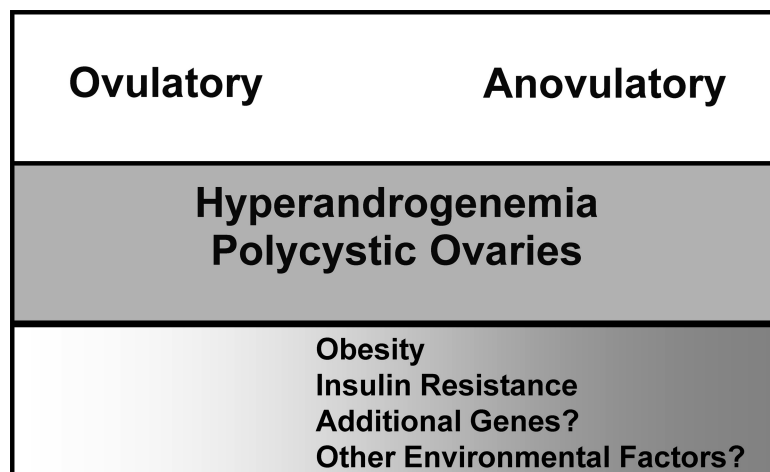 Ovulatory Anovulatory
Hyperandrogenemia
Polycystic Ovaries
Obesity
Insulin Resistance
Additional Genes?
Other Environmental Factors?